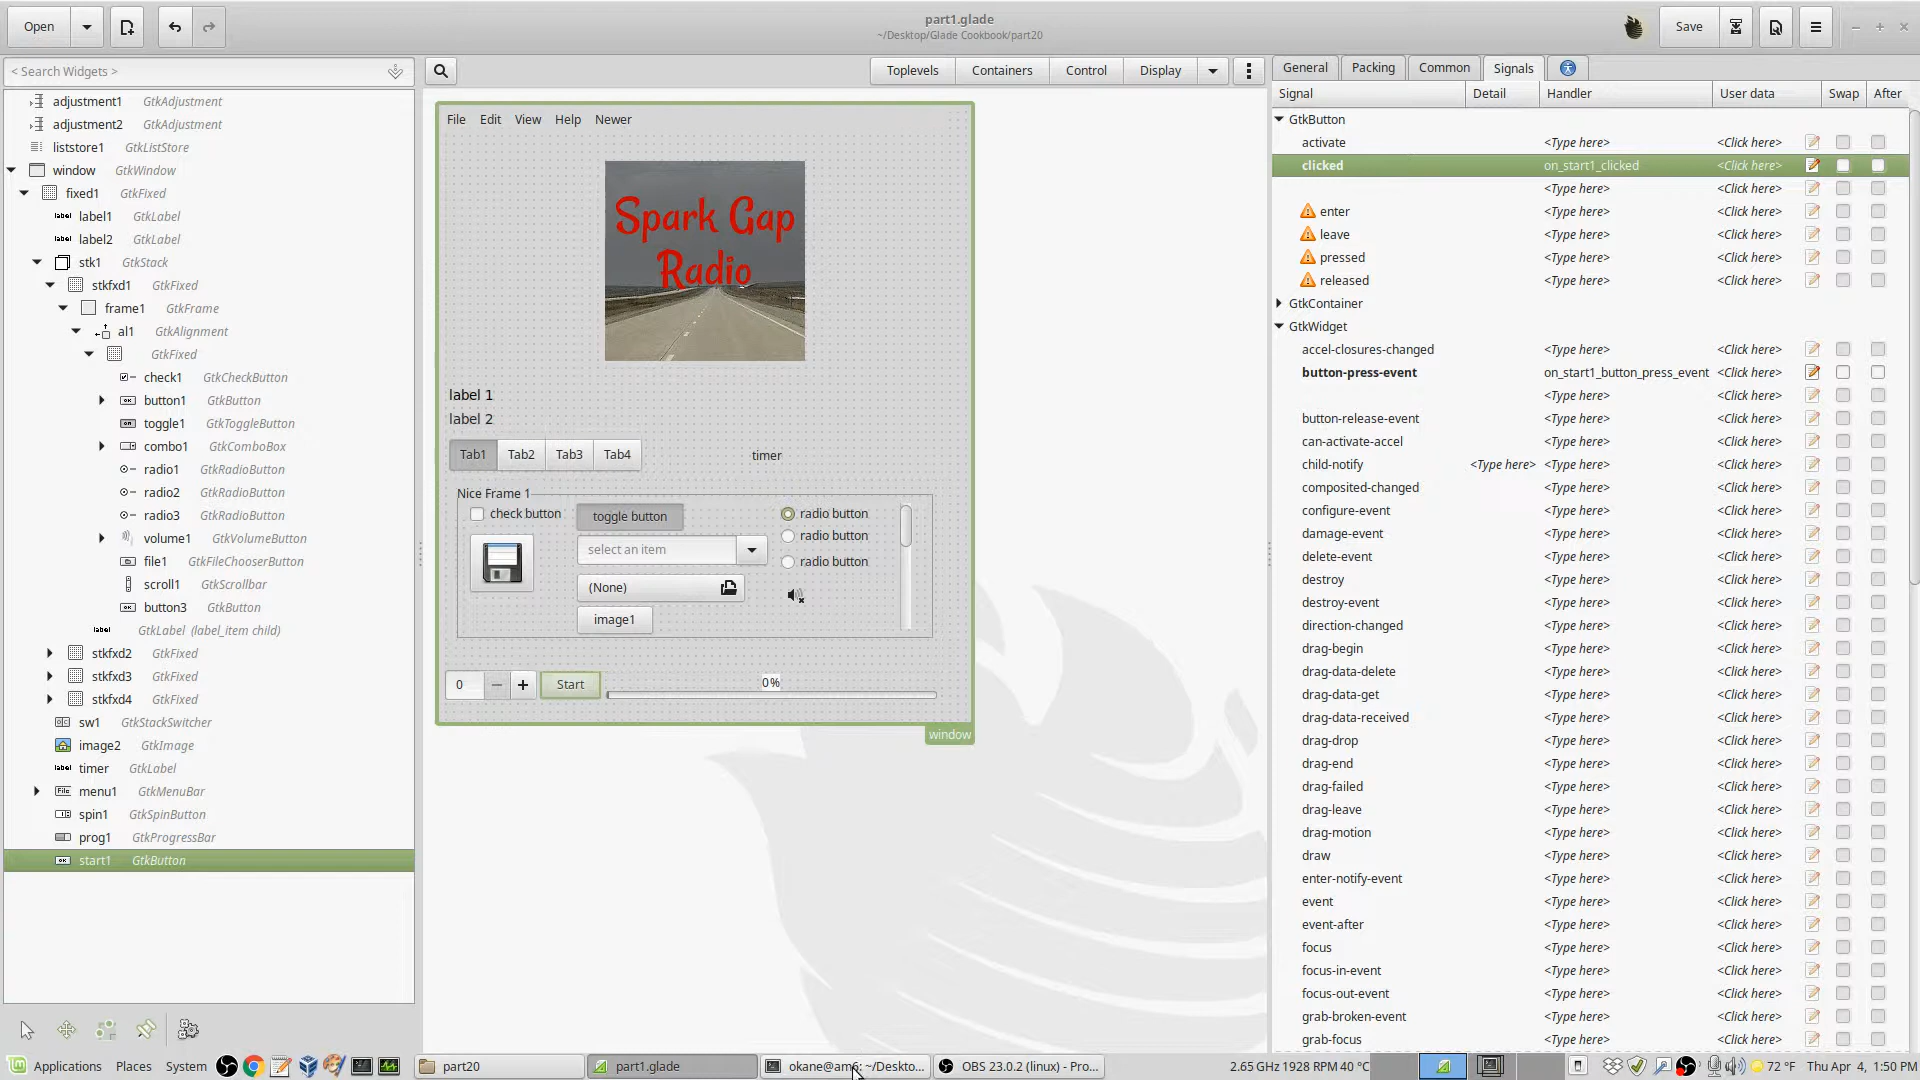 part1.glade
~/Desktop/Glade Cookbook/part20
Open
Save
< Search Widgets >
Toplevels
Containers
Control
Display
General
Packing
Common
Signals
adjustment1 GtkAdjustment
adjustment2 GtkAdjustment
liststore1 GtkListStore
window GtkWindow
fixed1 GtkFixed
label label1 GtkLabel
label label2 GtkLabel
stk1 GtkStack
stkfxd1 GtkFixed
frame1 GtkFrame
al1 GtkAlignment
GtkFixed
check1 GtkCheckButton
button1 GtkButton
toggle1 GtkToggleButton
combo1 GtkComboBox
radio1 GtkRadioButton
radio2 GtkRadioButton
radio3 GtkRadioButton
volume1 GtkVolumeButton
file1 GtkFileChooserButton
scroll1 GtkScrollbar
button3 GtkButton
label GtkLabel (label_item child)
stkfxd2 GtkFixed
stkfxd3 GtkFixed
stkfxd4 GtkFixed
sw1 GtkStackSwitcher
image2 GtkImage
label timer GtkLabel
menu1 GtkMenuBar
spin1 GtkSpinButton
prog1 GtkProgressBar
start1 GtkButton
File Edit View Help Newer
Spark Gap
Radio
label 1
label 2
Tab1 Tab2 Tab3 Tab4
timer
Nice Frame 1
check button
toggle button
radio button
select an item
radio button
radio button
(None)
image1
0
Start
0%
window
Signal Detail Handler User data Swap After
GtkButton
activate <Type here> <Click here>
clicked on_start1_clicked <Click here>
<Type here> <Click here>
enter <Type here> <Click here>
leave <Type here> <Click here>
pressed <Type here> <Click here>
released <Type here> <Click here>
GtkContainer
GtkWidget
accel-closures-changed <Type here> <Click here>
button-press-event on_start1_button_press_event <Click here>
<Type here> <Click here>
button-release-event <Type here> <Click here>
can-activate-accel <Type here> <Click here>
child-notify <Type here> <Type here> <Click here>
composited-changed <Type here> <Click here>
configure-event <Type here> <Click here>
damage-event <Type here> <Click here>
delete-event <Type here> <Click here>
destroy <Type here> <Click here>
destroy-event <Type here> <Click here>
direction-changed <Type here> <Click here>
drag-begin <Type here> <Click here>
drag-data-delete <Type here> <Click here>
drag-data-get <Type here> <Click here>
drag-data-received <Type here> <Click here>
drag-drop <Type here> <Click here>
drag-end <Type here> <Click here>
drag-failed <Type here> <Click here>
drag-leave <Type here> <Click here>
drag-motion <Type here> <Click here>
draw <Type here> <Click here>
enter-notify-event <Type here> <Click here>
event <Type here> <Click here>
event-after <Type here> <Click here>
focus <Type here> <Click here>
focus-in-event <Type here> <Click here>
focus-out-event <Type here> <Click here>
grab-broken-event <Type here> <Click here>
grab-focus <Type here> <Click here>
Applications Places System
part20
part1.glade
okane@am6: ~/Deskto...
OBS 23.0.2 (linux) - Pro...
2.65 GHz 1928 RPM 40 °C
72 °F
Thu Apr 4, 1:50 PM